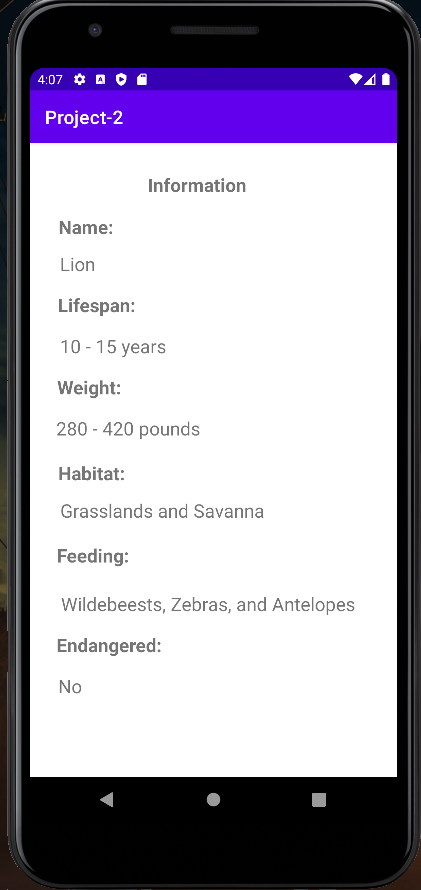 4:07
Project-2
Information
Name:
Lion
Lifespan:
10 - 15 years
Weight:
280 - 420 pounds
Habitat:
Grasslands and Savanna
Feeding:
Wildebeests, Zebras, and Antelopes
Endangered:
No